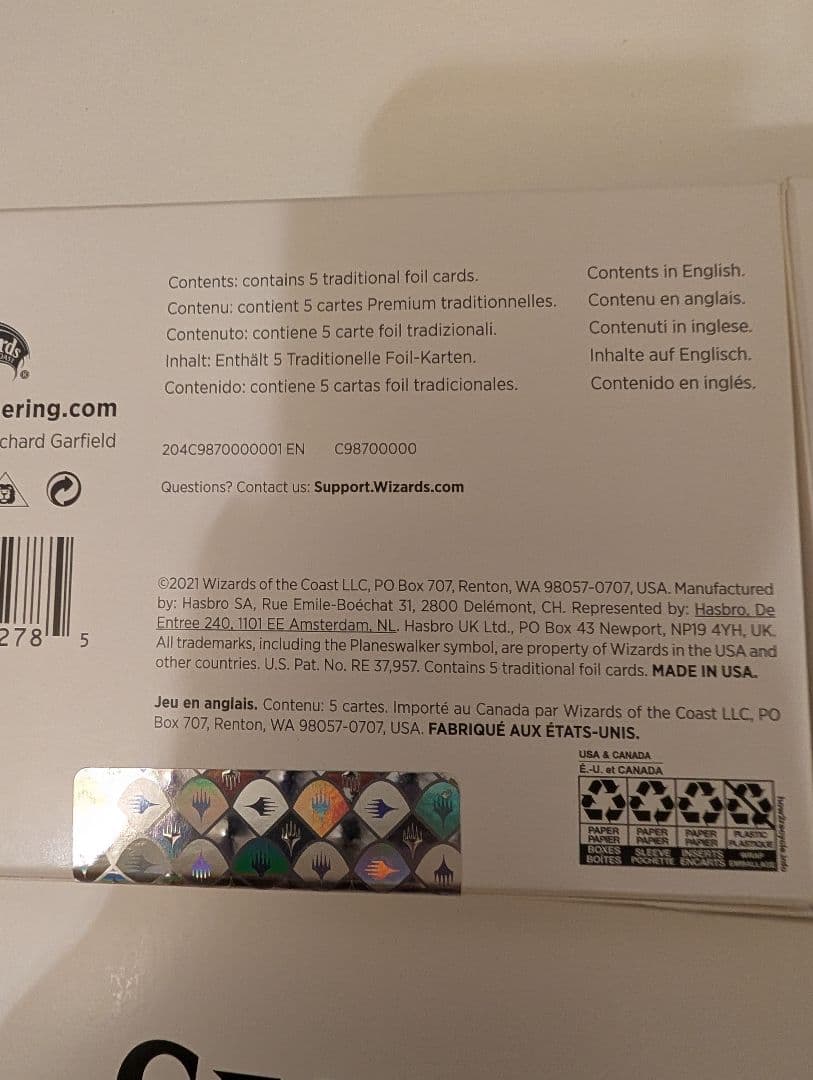 Contents: contains 5 traditional foil cards.
Contenu: contient 5 cartes Premium traditionnelles.
Contenuto: contiene 5 carte foil tradizionali.
Inhalt: Enthält 5 Traditionelle Foil-Karten.
Contenido: contiene 5 cartas foil tradicionales.
Contents in English.
Contenu en anglais.
Contenuti in inglese.
Inhalte auf Englisch.
Contenido en inglés.
rds
ering.com
chard Garfield
204C9870000001 EN C98700000
Questions? Contact us: Support.Wizards.com
278 5
©2021 Wizards of the Coast LLC, PO Box 707, Renton, WA 98057-0707, USA. Manufactured
by: Hasbro SA, Rue Emile-Boéchat 31, 2800 Delémont, CH. Represented by: Hasbro, De
Entree 240, 1101 EE Amsterdam, NL. Hasbro UK Ltd., PO Box 43 Newport, NP19 4YH, UK.
All trademarks, including the Planeswalker symbol, are property of Wizards in the USA and
other countries. U.S. Pat. No. RE 37,957. Contains 5 traditional foil cards. MADE IN USA.
Jeu en anglais. Contenu: 5 cartes. Importé au Canada par Wizards of the Coast LLC, PO
Box 707, Renton, WA 98057-0707, USA. FABRIQUÉ AUX ÉTATS-UNIS.
USA & CANADA
É.-U. et CANADA
PAPER PAPER PAPER PLASTIC
PAPIER PAPIER PAPIER PLASTIQUE
BOXES SLEEVE INSERTS WRAP
BOÎTES POCHETTE ENCARTS EMBALLAGE
how2recycle.info